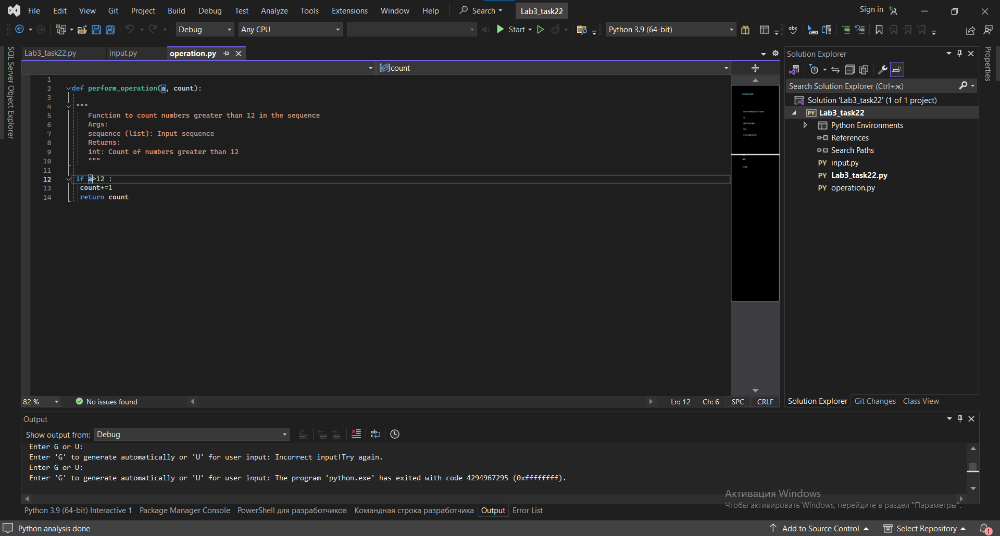 File Edit View Git Project Build Debug Test Analyze Tools Extensions Window Help Search Lab3_task22 Sign in
Debug Any CPU Start Python 3.9 (64-bit) abc
SQL Server Object Explorer
Lab3_task22.py input.py operation.py
count
1
2 def perform_operation(a, count):
3
4 """
5 Function to count numbers greater than 12 in the sequence
6 Args:
7 sequence (list): Input sequence
8 Returns:
9 int: Count of numbers greater than 12
10 """
11
12 if a>12 :
13 count+=1
14 return count
82 % No issues found Ln: 12 Ch: 6 SPC CRLF
Solution Explorer
Search Solution Explorer (Ctrl+ж)
Solution 'Lab3_task22' (1 of 1 project)
PY Lab3_task22
Python Environments
References
Search Paths
PY input.py
PY Lab3_task22.py
PY operation.py
Solution Explorer Git Changes Class View
Properties
Output
Show output from: Debug
Enter G or U:
Enter 'G' to generate automatically or 'U' for user input: Incorrect input!Try again.
Enter G or U:
Enter 'G' to generate automatically or 'U' for user input: The program 'python.exe' has exited with code 4294967295 (0xffffffff).
Активация Windows
Чтобы активировать Windows, перейдите в раздел "Параметры".
Python 3.9 (64-bit) Interactive 1 Package Manager Console PowerShell для разработчиков Командная строка разработчика Output Error List
Python analysis done Add to Source Control Select Repository 1